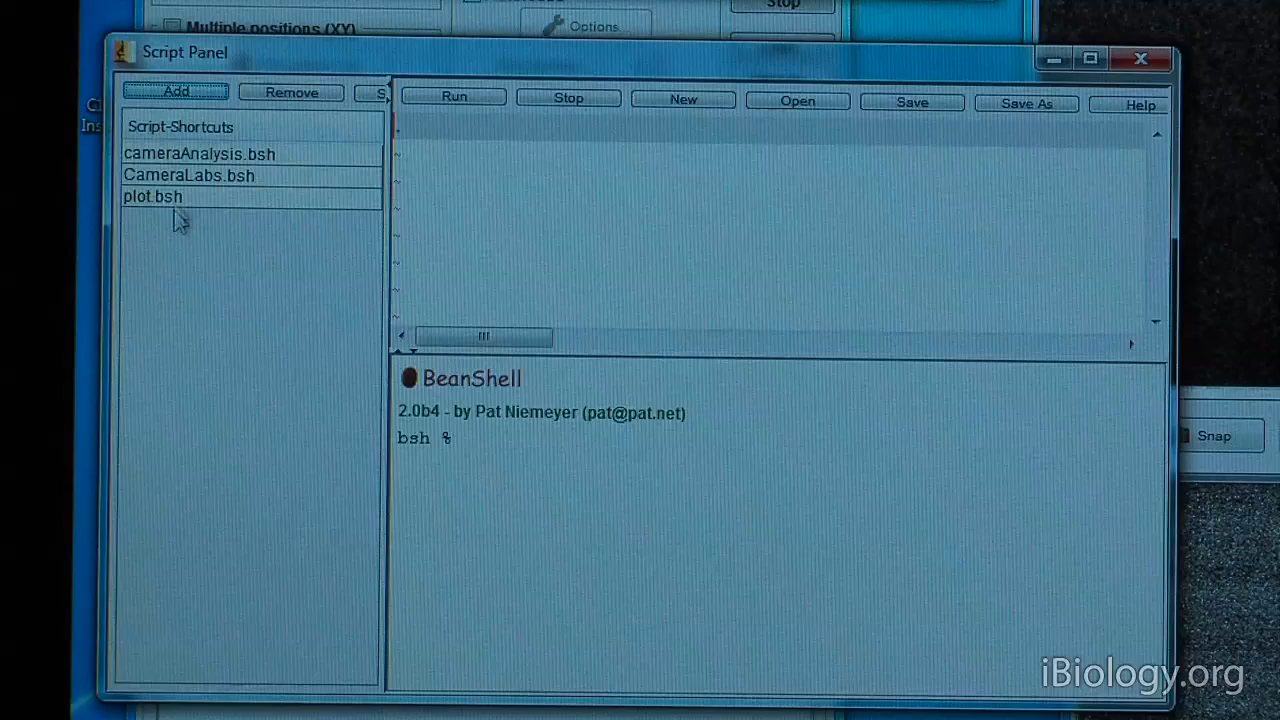 Stop
Multiple positions (XY)
Options...
Script Panel
Add
Remove
Run
Stop
New
Open
Save
Save As
Help
Script-Shortcuts
cameraAnalysis.bsh
CameraLabs.bsh
plot.bsh
BeanShell
2.0b4 - by Pat Niemeyer (pat@pat.net)
bsh %
Snap
iBiology.org